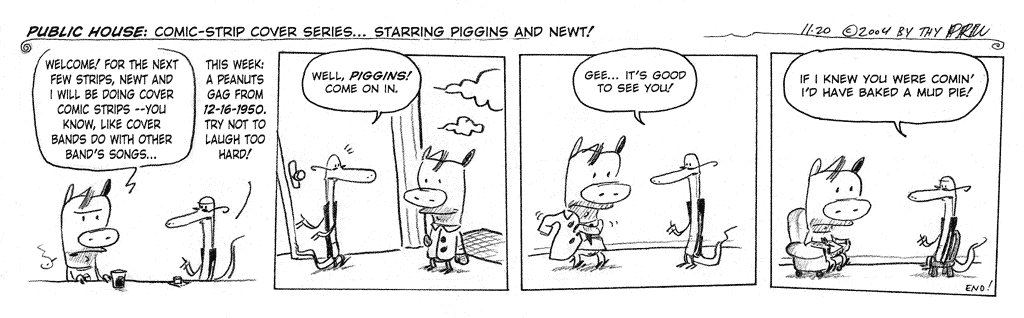 PUBLIC HOUSE: COMIC-STRIP COVER SERIES... STARRING PIGGINS AND NEWT!
11·20 ©2004 BY THY
WELCOME! FOR THE NEXT
FEW STRIPS, NEWT AND
I WILL BE DOING COVER
COMIC STRIPS --YOU
KNOW, LIKE COVER
BANDS DO WITH OTHER
BAND'S SONGS...
THIS WEEK:
A PEANUTS
GAG FROM
12-16-1950.
TRY NOT TO
LAUGH TOO
HARD!
WELL, PIGGINS!
COME ON IN.
GEE... IT'S GOOD
TO SEE YOU!
IF I KNEW YOU WERE COMIN'
I'D HAVE BAKED A MUD PIE!
END!